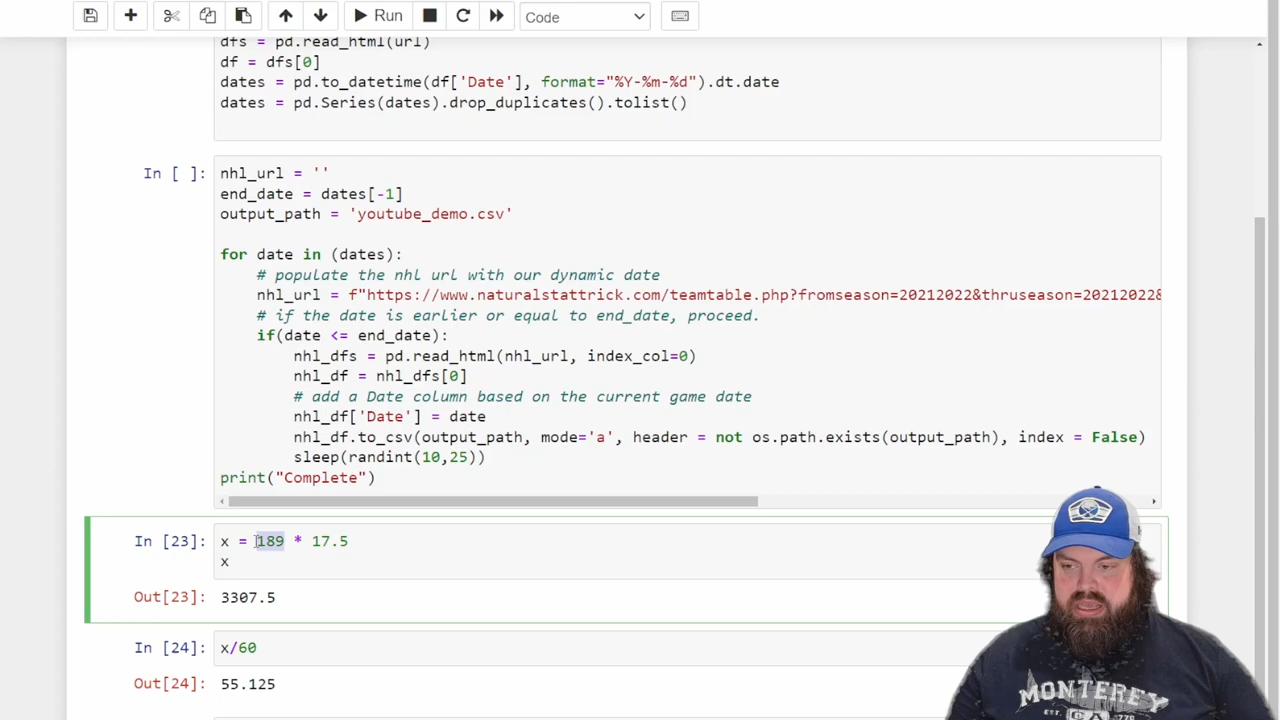 Run
Code
dfs = pd.read_html(url)
df = dfs[0]
dates = pd.to_datetime(df['Date'], format="%Y-%m-%d").dt.date
dates = pd.Series(dates).drop_duplicates().tolist()
In [ ]:
nhl_url = ''
end_date = dates[-1]
output_path = 'youtube_demo.csv'
for date in (dates):
# populate the nhl url with our dynamic date
nhl_url = f"https://www.naturalstattrick.com/teamtable.php?fromseason=20212022&thruseason=20212022&
# if the date is earlier or equal to end_date, proceed.
if(date <= end_date):
nhl_dfs = pd.read_html(nhl_url, index_col=0)
nhl_df = nhl_dfs[0]
# add a Date column based on the current game date
nhl_df['Date'] = date
nhl_df.to_csv(output_path, mode='a', header = not os.path.exists(output_path), index = False)
sleep(randint(10,25))
print("Complete")
In [23]: x = 189 * 17.5
x
Out[23]: 3307.5
In [24]: x/60
Out[24]: 55.125
MONTEREY
EST.
CA